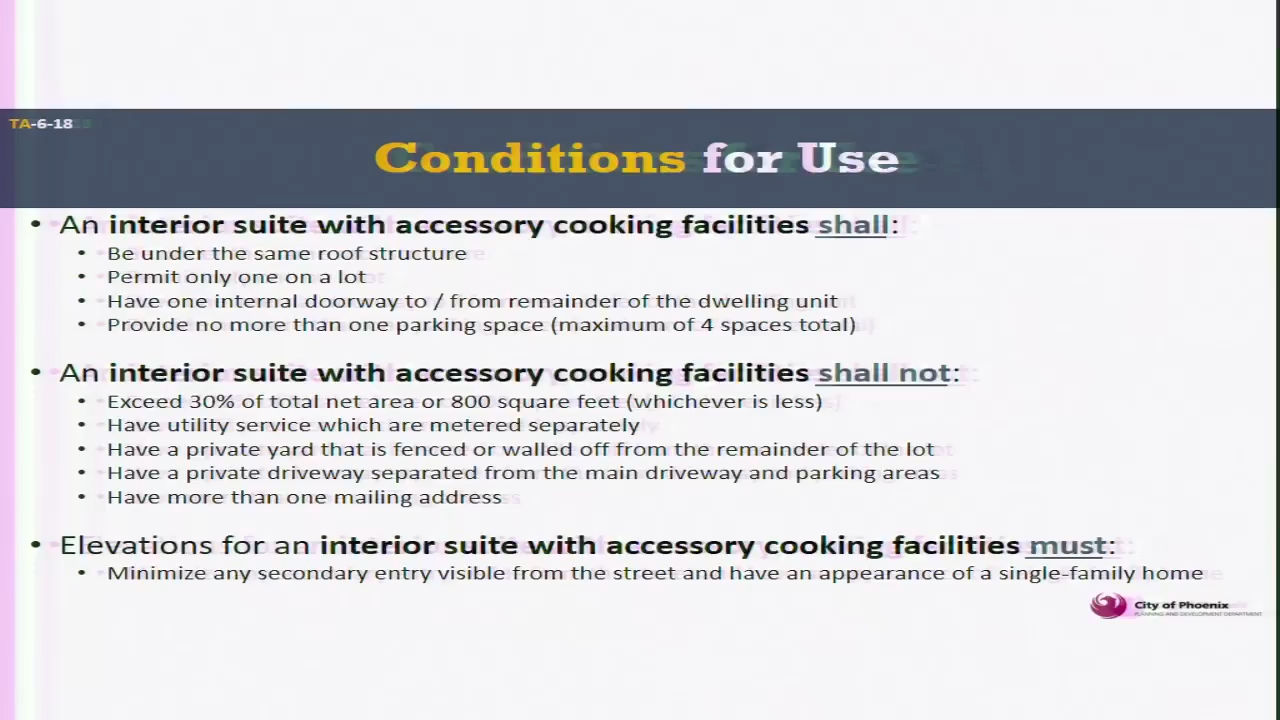 TA-6-18
Conditions for Use
• An interior suite with accessory cooking facilities shall:
• Be under the same roof structure
• Permit only one on a lot
• Have one internal doorway to / from remainder of the dwelling unit
• Provide no more than one parking space (maximum of 4 spaces total)
• An interior suite with accessory cooking facilities shall not:
• Exceed 30% of total net area or 800 square feet (whichever is less)
• Have utility service which are metered separately
• Have a private yard that is fenced or walled off from the remainder of the lot
• Have a private driveway separated from the main driveway and parking areas
• Have more than one mailing address
• Elevations for an interior suite with accessory cooking facilities must:
• Minimize any secondary entry visible from the street and have an appearance of a single-family home
City of Phoenix
PLANNING AND DEVELOPMENT DEPARTMENT